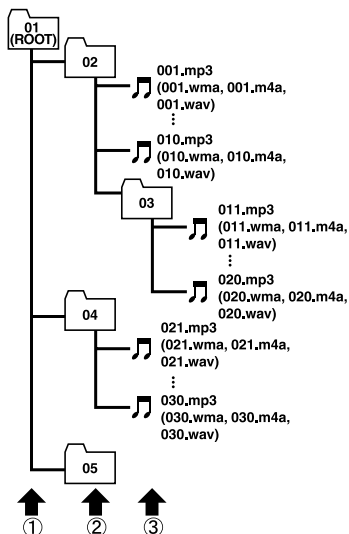 01
(ROOT)
02
001.mp3
(001.wma, 001.m4a,
001.wav)
010.mp3
(010.wma, 010.m4a,
010.wav)
03
011.mp3
(011.wma, 011.m4a,
011.wav)
020.mp3
(020.wma, 020.m4a,
020.wav)
04
021.mp3
(021.wma, 021.m4a,
021.wav)
030.mp3
(030.wma, 030.m4a,
030.wav)
05
① ② ③